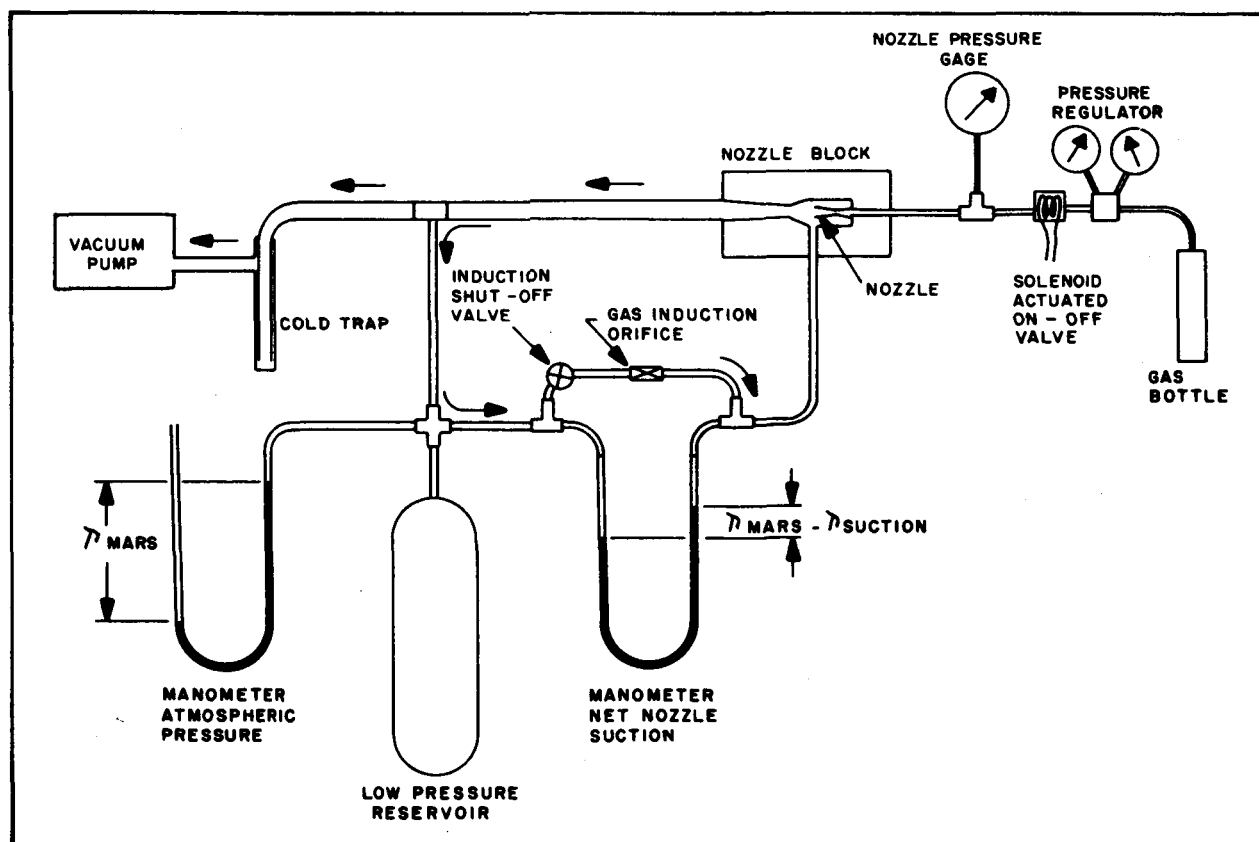 NOZZLE PRESSURE
GAGE
PRESSURE
REGULATOR
NOZZLE BLOCK
VACUUM
PUMP
INDUCTION
SHUT-OFF
VALVE
NOZZLE
SOLENOID
ACTUATED
ON-OFF
VALVE
COLD TRAP
GAS INDUCTION
ORIFICE
GAS
BOTTLE
p MARS
p MARS - p SUCTION
MANOMETER
ATMOSPHERIC
PRESSURE
MANOMETER
NET NOZZLE
SUCTION
LOW PRESSURE
RESERVOIR